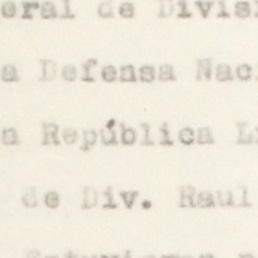 eral de Divis
a Defensa Nac
a República L
de Div. Raul